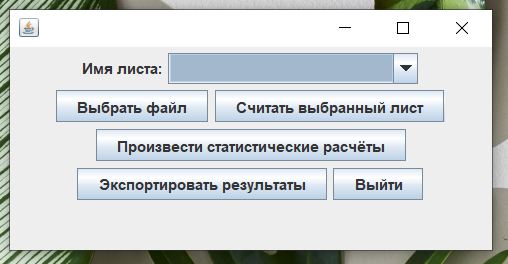 Имя листа:
Выбрать файл Считать выбранный лист
Произвести статистические расчёты
Экспортировать результаты Выйти